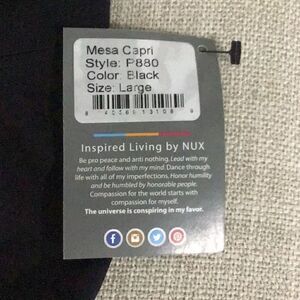 Mesa Capri
Style: P880
Color: Black
Size: Large
Inspired Living by NUX
Be pro peace and anti nothing. Lead with my
heart and follow with my mind. Dance through
life with all of my imperfections. Honor humility
and be humbled by honorable people.
Compassion for the world starts with
compassion for myself.
The universe is conspiring in my favor.